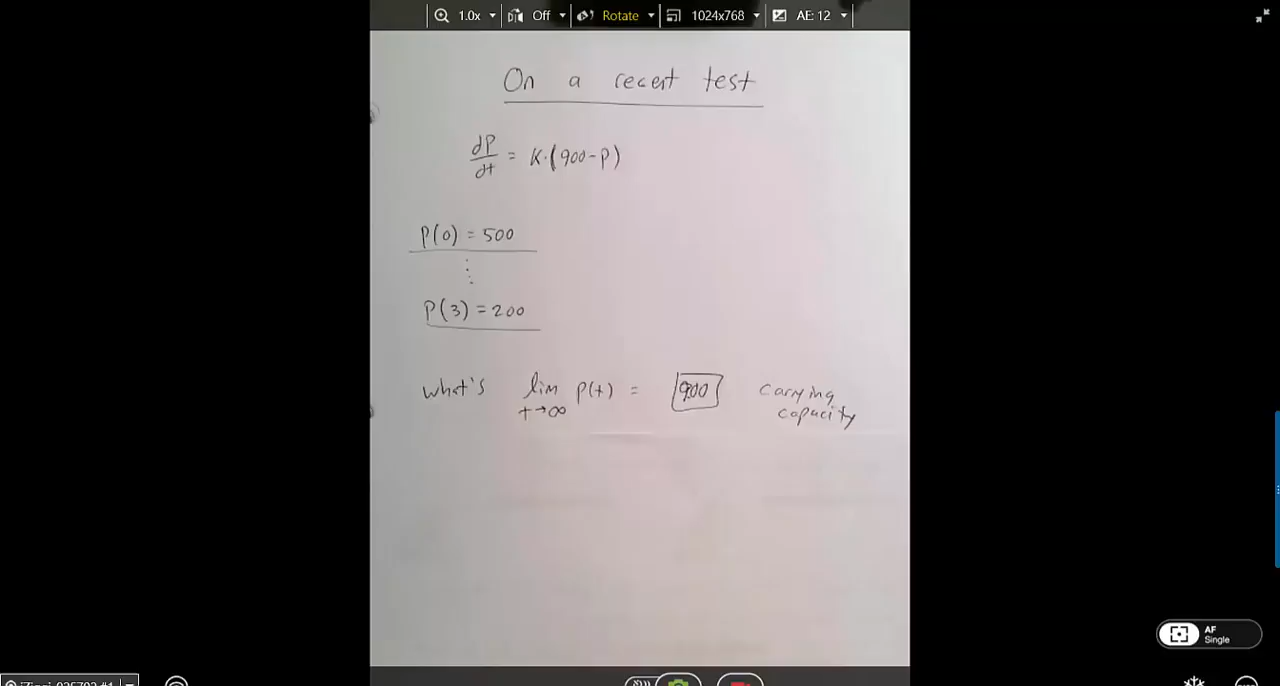 1.0x Off Rotate 1024x768 AE: 12
On a recent test
dP/dt = K·(900-P)
P(0) = 500
⋮
P(3) = 200
what's lim t→∞ P(t) = 900 carrying capacity
AF
Single